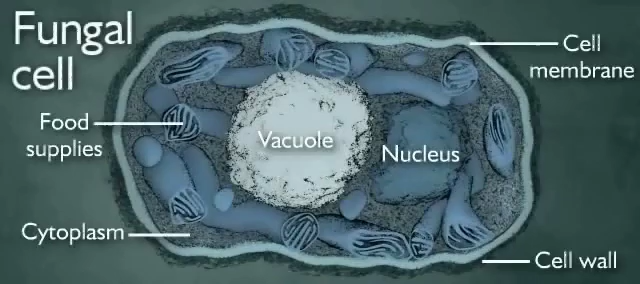 Fungal
cell
Cell
membrane
Food
supplies
Vacuole
Nucleus
Cytoplasm
Cell wall